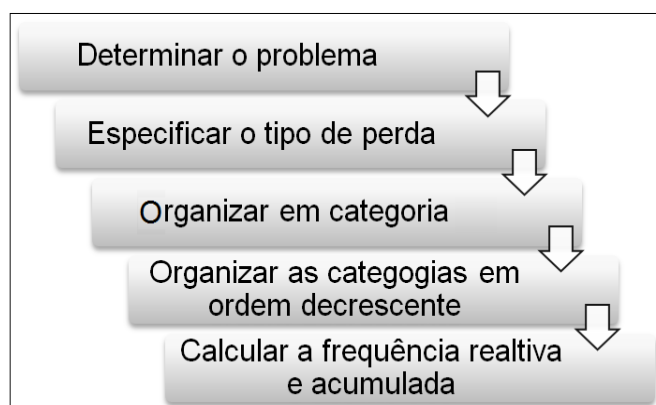 Determinar o problema
Especificar o tipo de perda
Organizar em categoria
Organizar as categogias em
ordem decrescente
Calcular a frequência realtiva
e acumulada